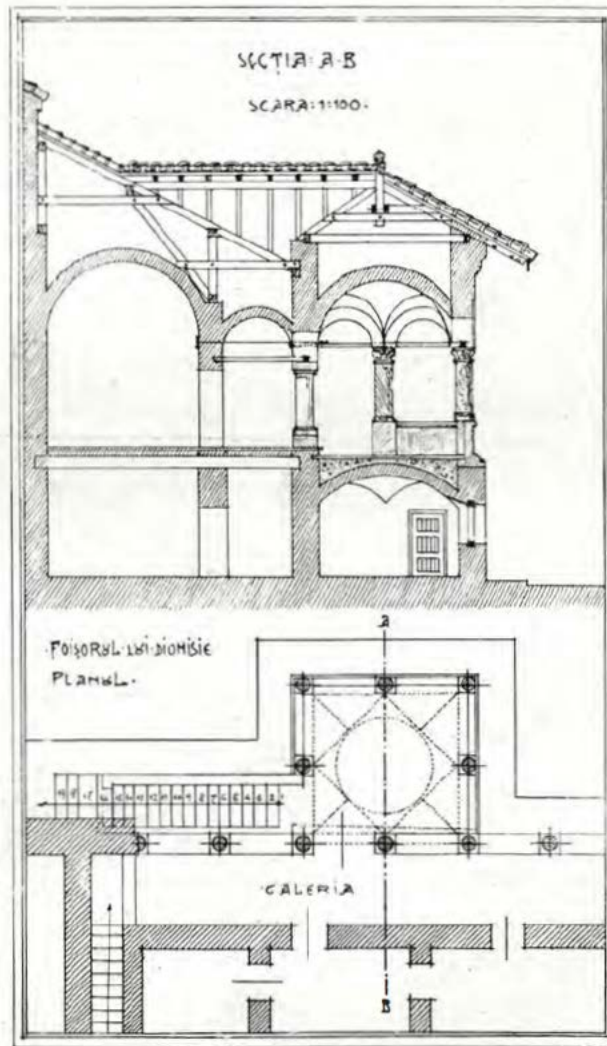 SECȚIA: A-B
SCARA: 1:100.
·FOIȘORUL·LUI·DIONISIE
PLANUL·
A
GALERIA
B